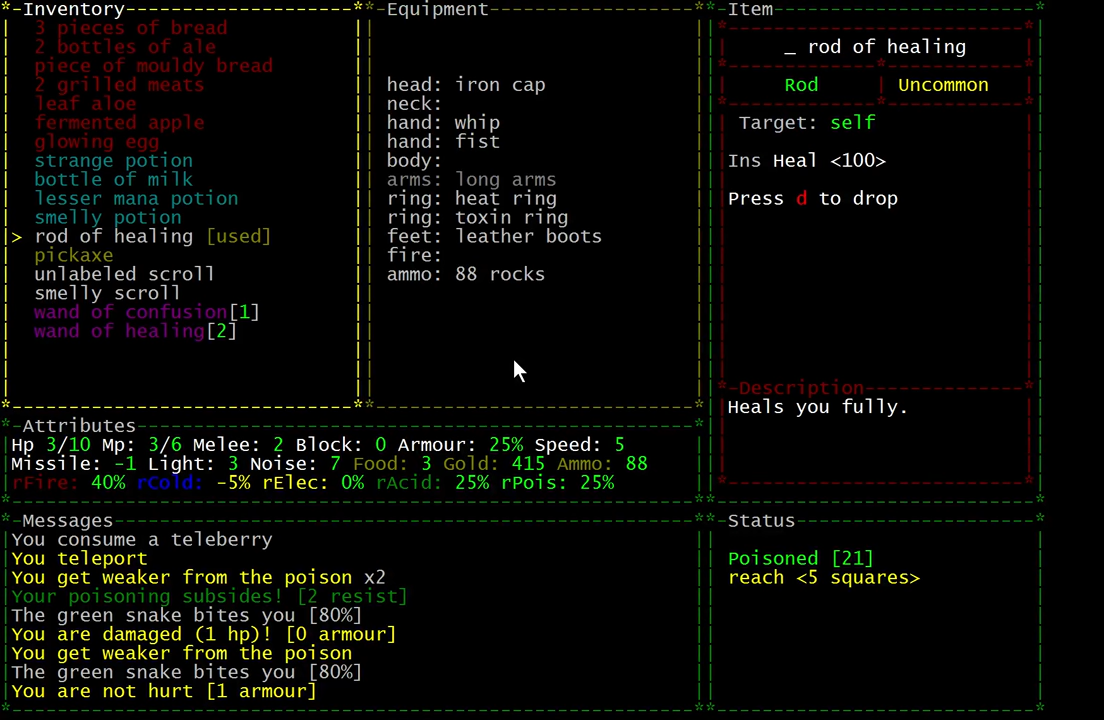 Inventory
3 pieces of bread
2 bottles of ale
piece of mouldy bread
2 grilled meats
leaf aloe
fermented apple
glowing egg
strange potion
bottle of milk
lesser mana potion
smelly potion
> rod of healing [used]
pickaxe
unlabeled scroll
smelly scroll
wand of confusion[1]
wand of healing[2]
Equipment
head: iron cap
neck:
hand: whip
hand: fist
body:
arms: long arms
ring: heat ring
ring: toxin ring
feet: leather boots
fire:
ammo: 88 rocks
Item
_ rod of healing
Rod | Uncommon
Target: self
Ins Heal <100>
Press d to drop
Description
Heals you fully.
Attributes
Hp 3/10 Mp: 3/6 Melee: 2 Block: 0 Armour: 25% Speed: 5
Missile: -1 Light: 3 Noise: 7 Food: 3 Gold: 415 Ammo: 88
rFire: 40% rCold: -5% rElec: 0% rAcid: 25% rPois: 25%
Messages
You consume a teleberry
You teleport
You get weaker from the poison x2
Your poisoning subsides! [2 resist]
The green snake bites you [80%]
You are damaged (1 hp)! [0 armour]
You get weaker from the poison
The green snake bites you [80%]
You are not hurt [1 armour]
Status
Poisoned [21]
reach <5 squares>